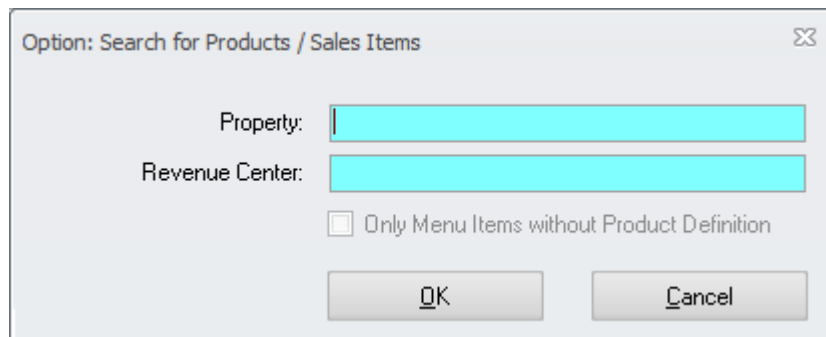 Option: Search for Products / Sales Items
Property:
Revenue Center:
Only Menu Items without Product Definition
OK Cancel